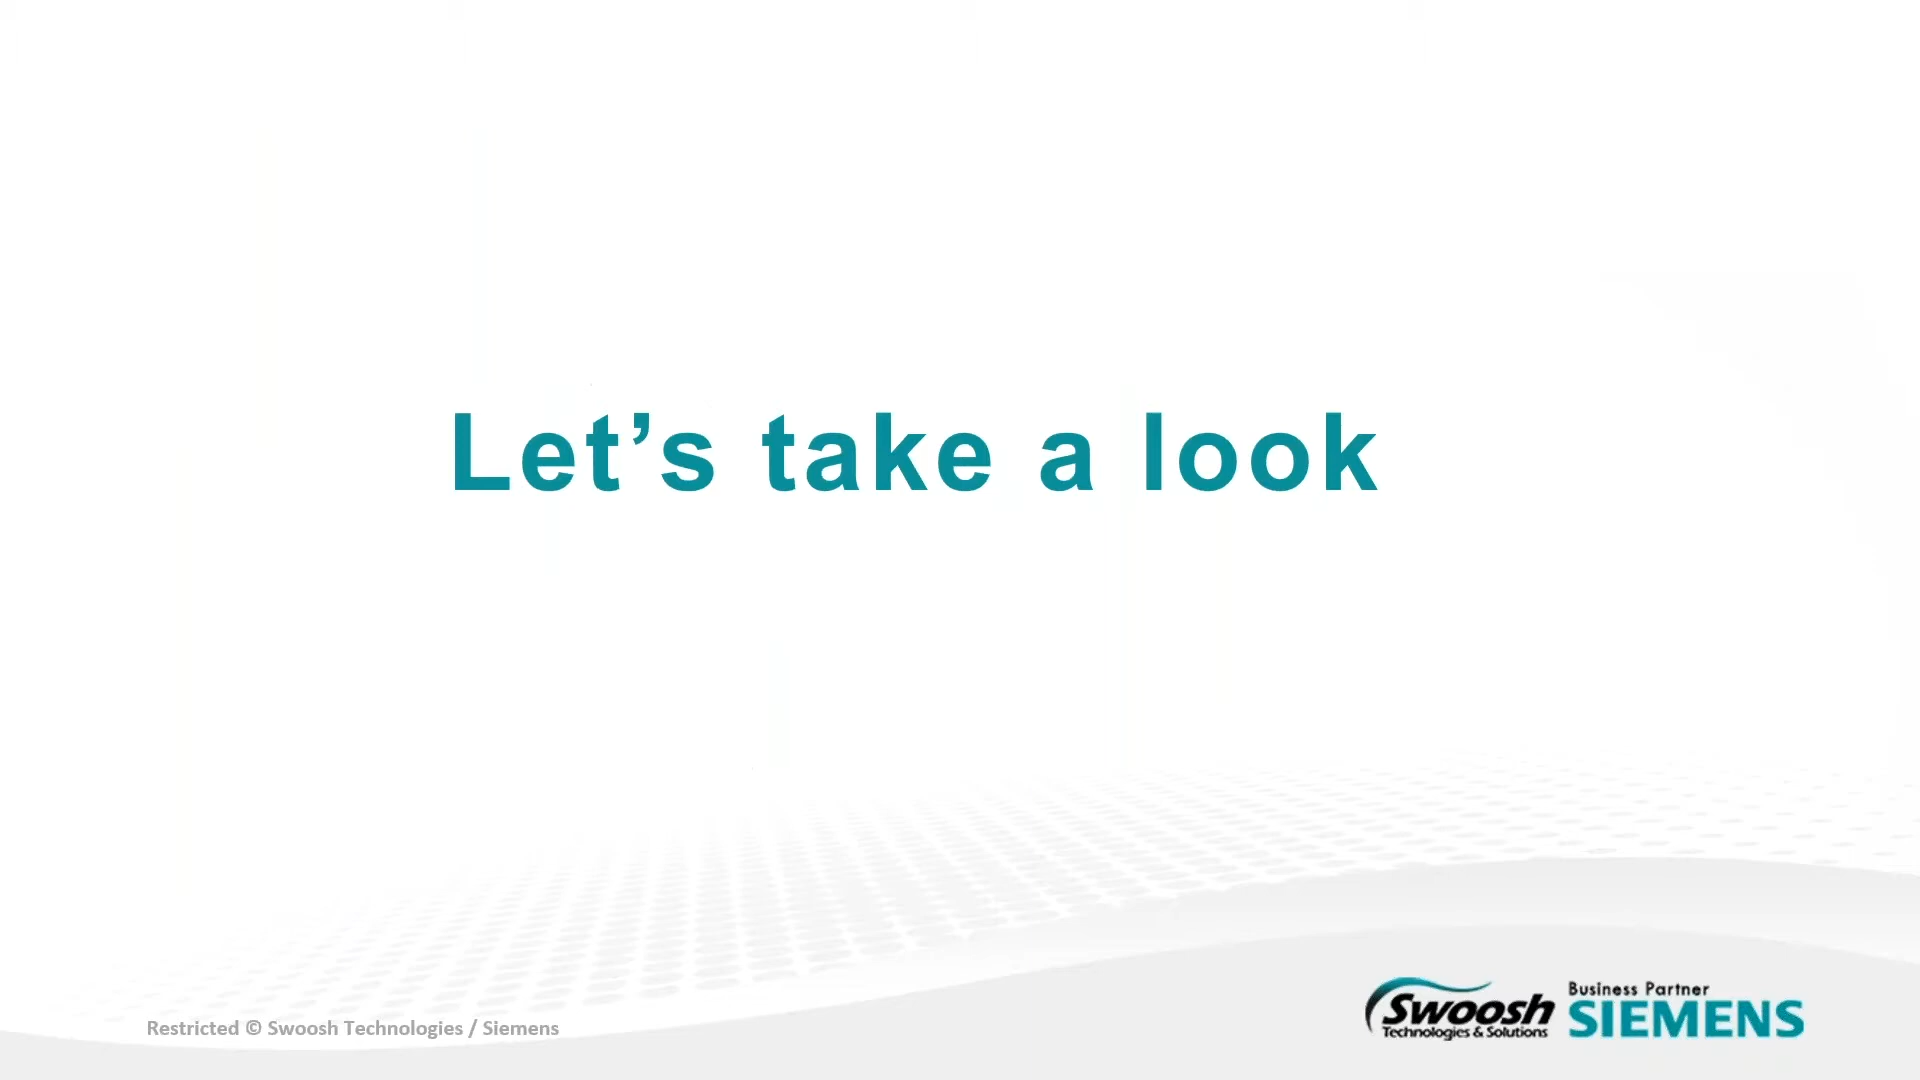 Let’s take a look
Restricted © Swoosh Technologies / Siemens
Swoosh
Technologies & Solutions
Business Partner
SIEMENS